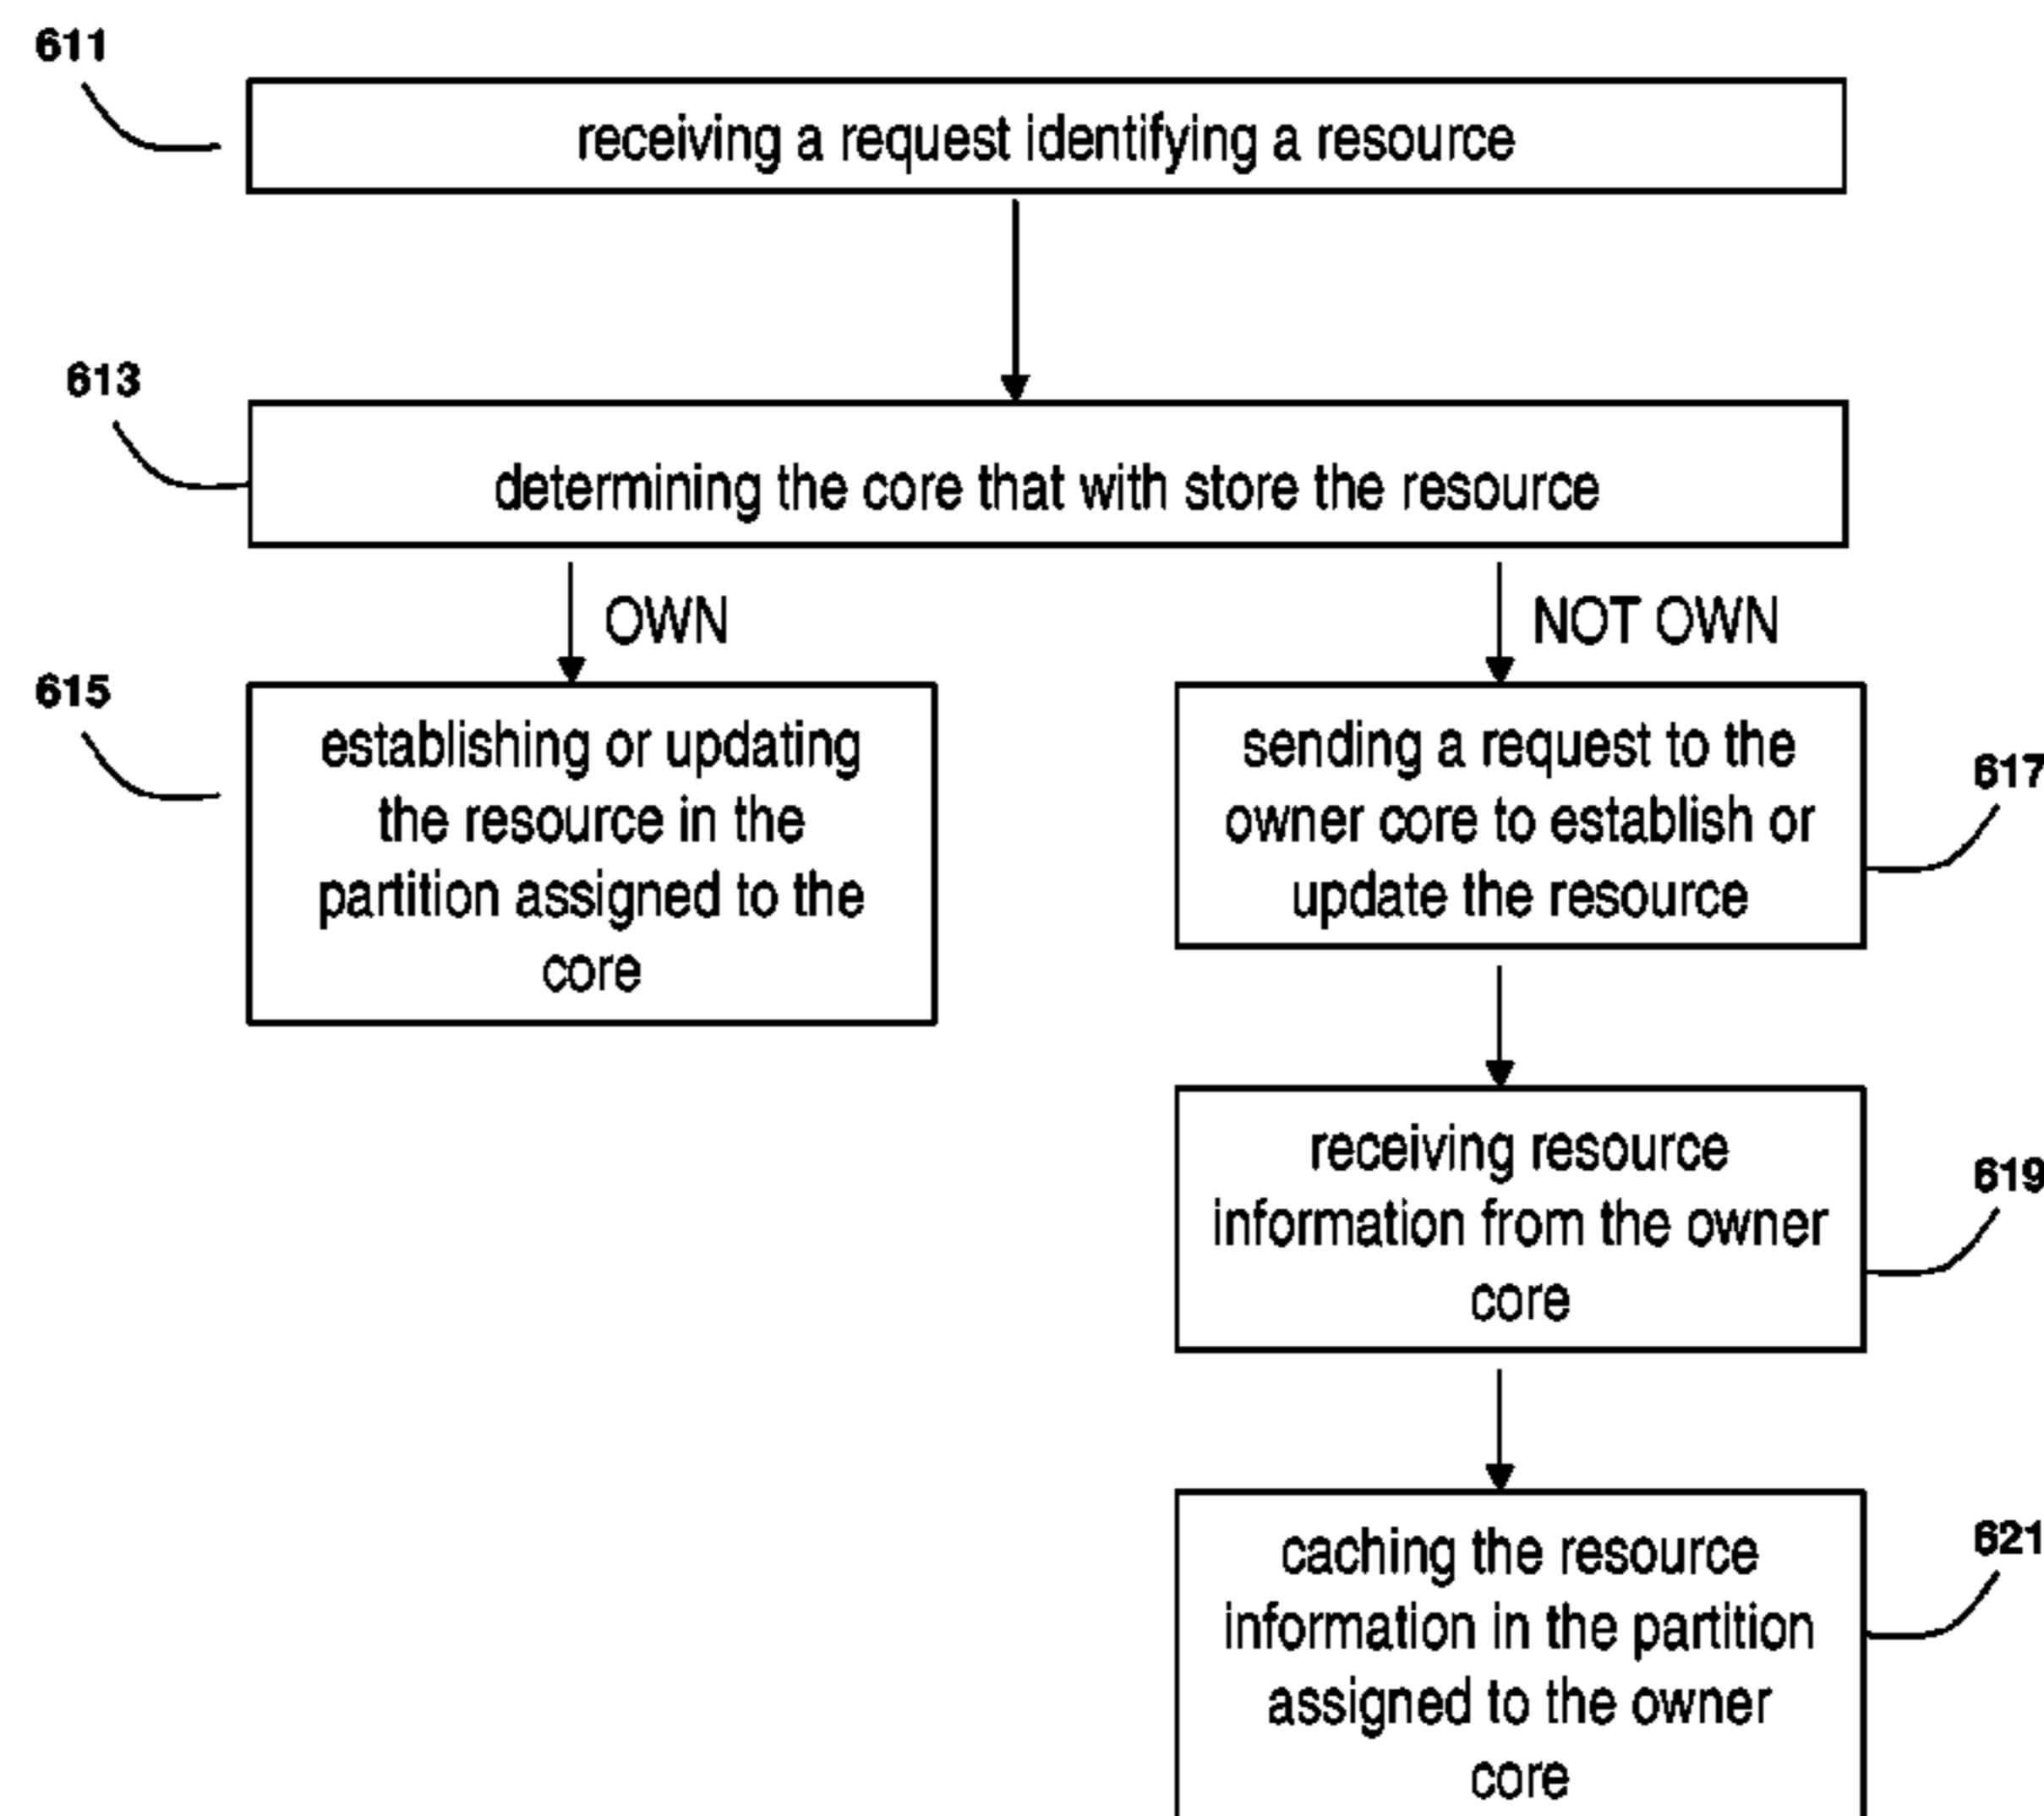 611
receiving a request identifying a resource
613
determining the core that with store the resource
OWN
NOT OWN
615
establishing or updating
the resource in the
partition assigned to the
core
sending a request to the
owner core to establish or
update the resource
617
receiving resource
information from the owner
core
619
caching the resource
information in the partition
assigned to the owner
core
621